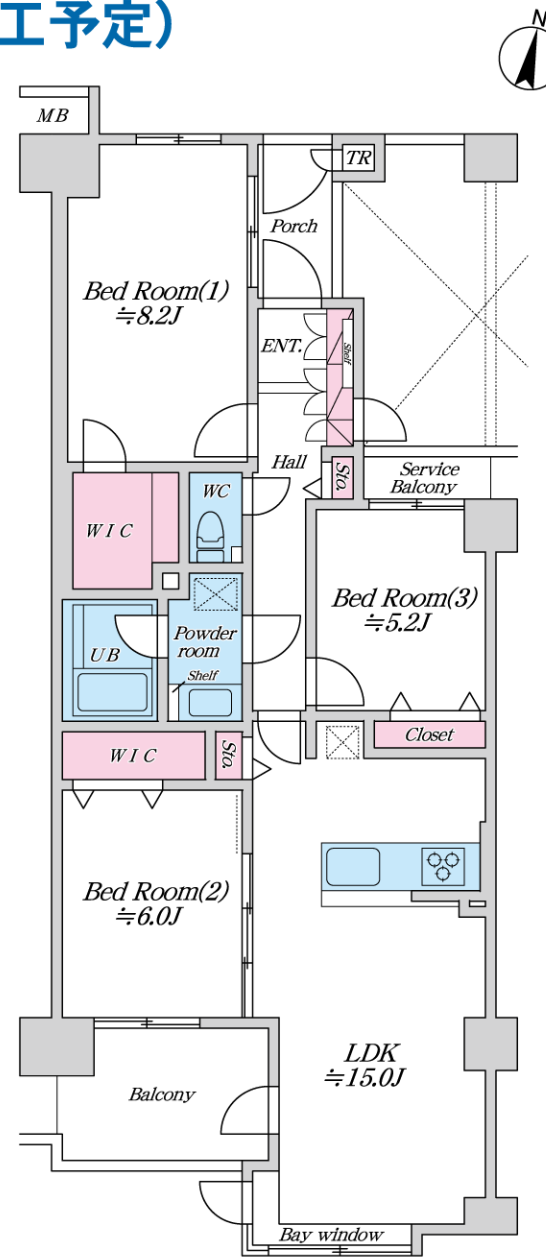 工予定)
N
MB
TR
Porch
Bed Room(1)
≒8.2J
ENT.
Shelf
Hall
Sto.
Service
Balcony
WC
WIC
Bed Room(3)
≒5.2J
Powder
room
UB
Shelf
Closet
WIC
Sto.
Bed Room(2)
≒6.0J
LDK
≒15.0J
Balcony
Bay window